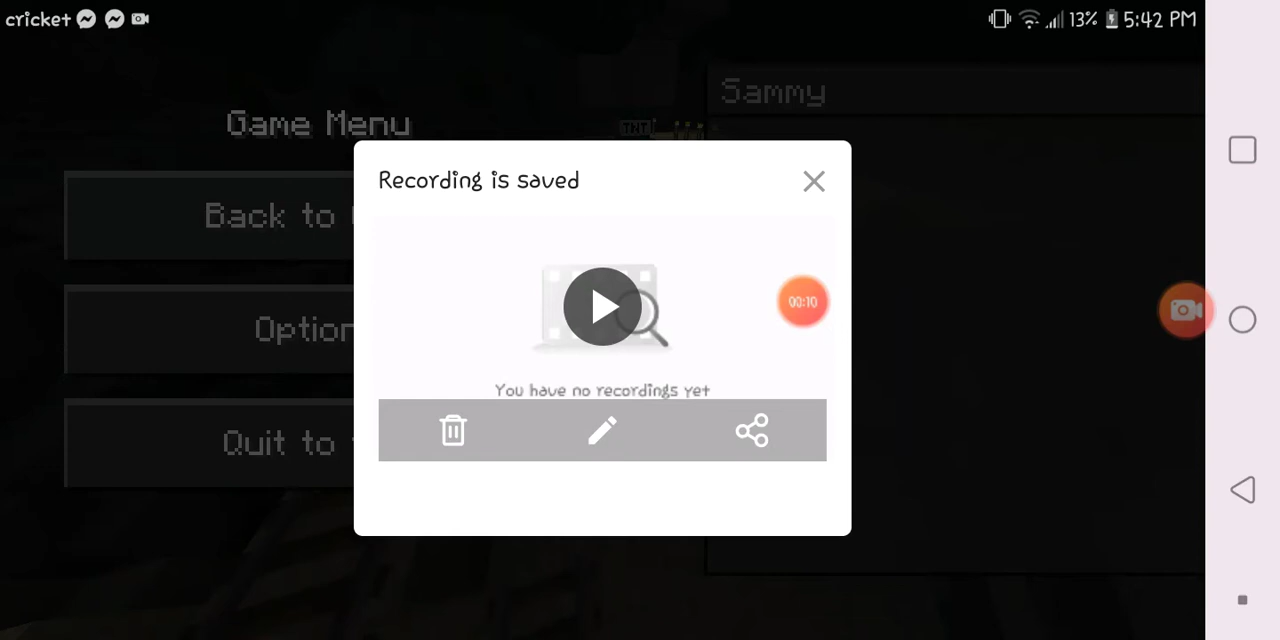 cricket 13% 5:42 PM
Sammy
Game Menu
TNT
Recording is saved
Back to
00:10
Option
You have no recordings yet
Quit to